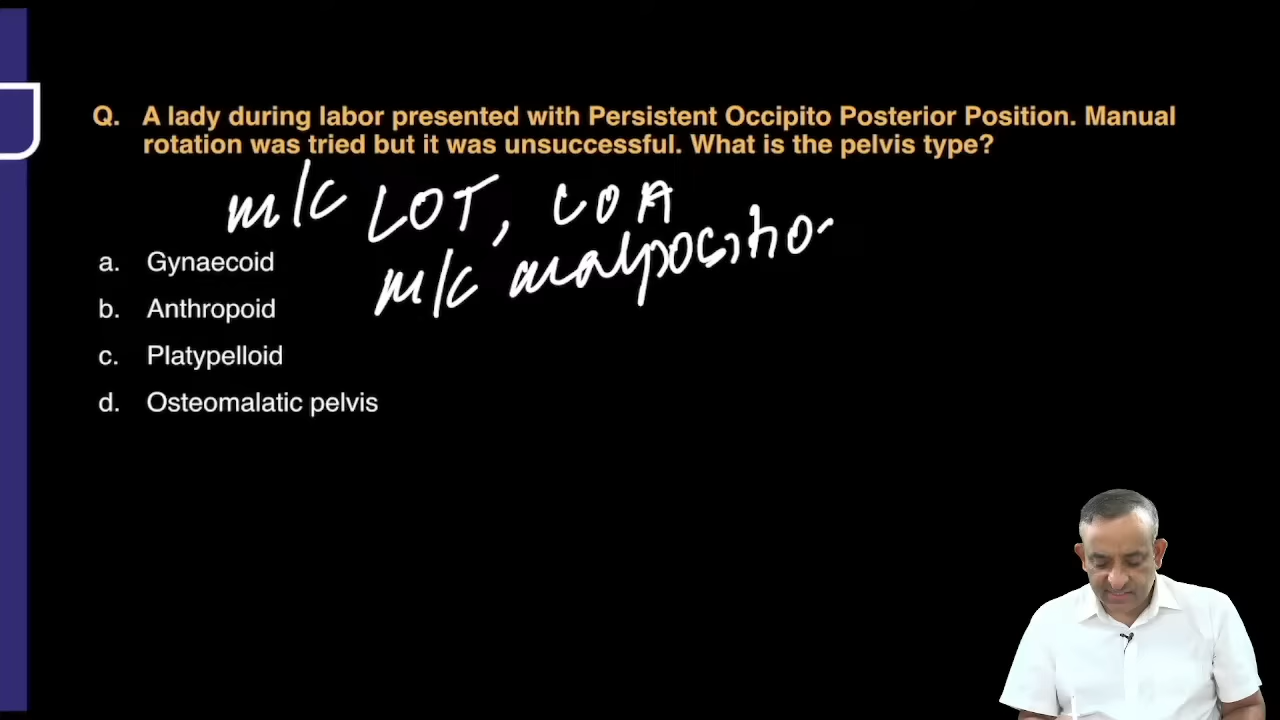 Q. A lady during labor presented with Persistent Occipito Posterior Position. Manual
rotation was tried but it was unsuccessful. What is the pelvis type?
m/c LOT, LOA
m/c malpositio
a. Gynaecoid
b. Anthropoid
c. Platypelloid
d. Osteomalatic pelvis